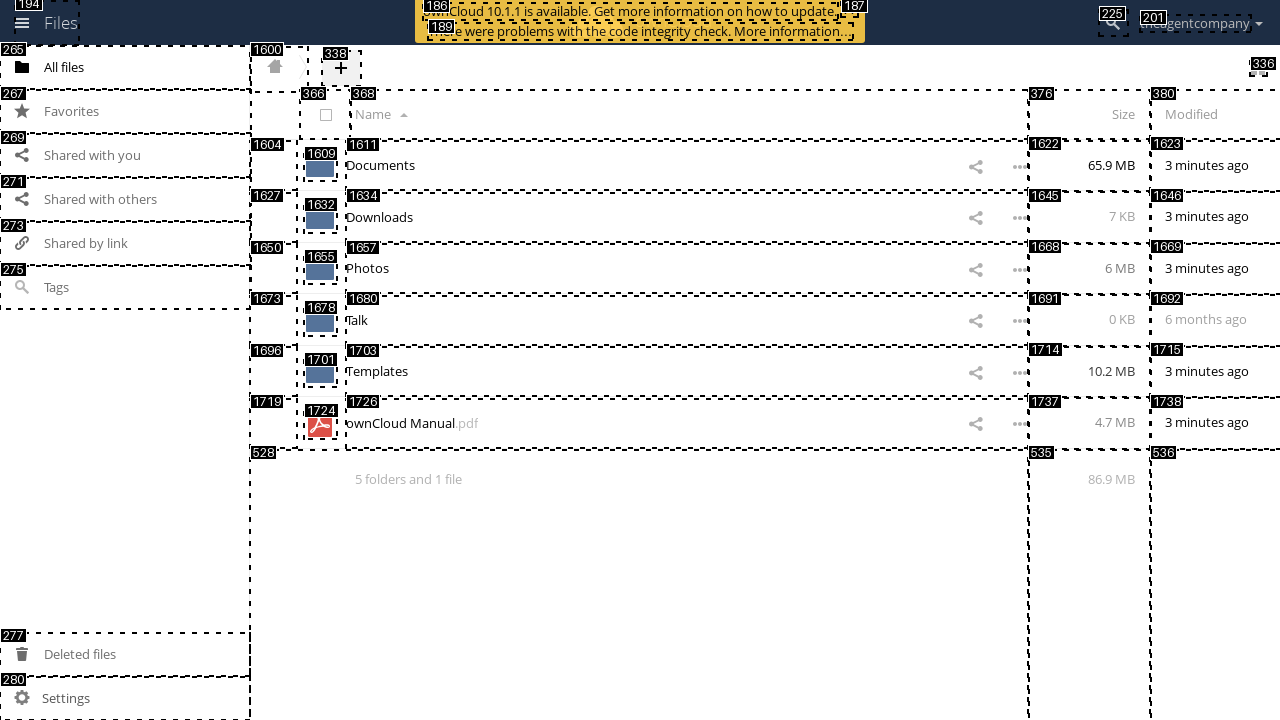 194
Files
186
ownCloud 10.1.1 is available. Get more information on how to update.
187
189
There were problems with the code integrity check. More information…
225
201
theagentcompany
265
All files
1600
338
+
336
267
Favorites
366
368
Name
376
Size
380
Modified
269
Shared with you
1604
1609
1611
Documents
1622
65.9 MB
1623
3 minutes ago
271
Shared with others
1627
1632
1634
Downloads
1645
7 KB
1646
3 minutes ago
273
Shared by link
1650
1655
1657
Photos
1668
6 MB
1669
3 minutes ago
275
Tags
1673
1678
1680
Talk
1691
0 KB
1692
6 months ago
1696
1701
1703
Templates
1714
10.2 MB
1715
3 minutes ago
1719
1724
1726
ownCloud Manual.pdf
1737
4.7 MB
1738
3 minutes ago
528
5 folders and 1 file
535
86.9 MB
536
277
Deleted files
280
Settings